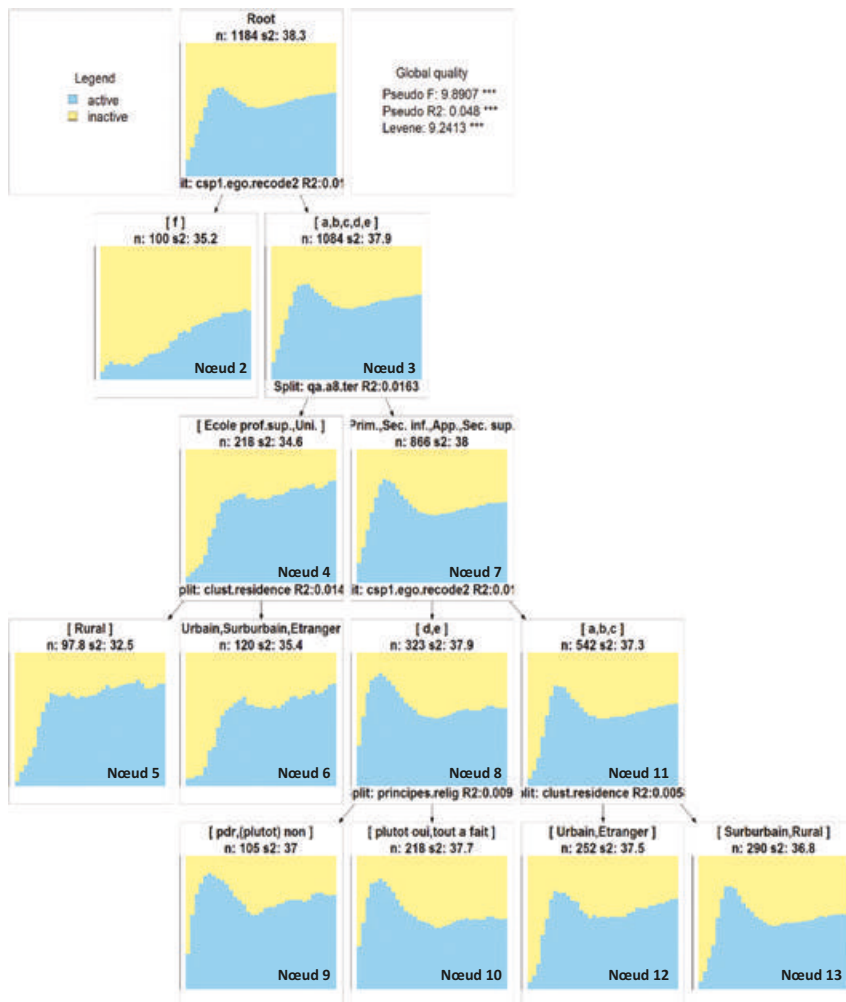 Root
n: 1184 s2: 38.3
Legend
active
inactive
Global quality
Pseudo F: 9.8907 ***
Pseudo R2: 0.048 ***
Levene: 9.2413 ***
it: csp1.ego.recode2 R2:0.01
[ f ]
n: 100 s2: 35.2
Nœud 2
[ a,b,c,d,e ]
n: 1084 s2: 37.9
Nœud 3
Split: qa.a8.ter R2:0.0163
[ Ecole prof.sup.,Uni. ]
n: 218 s2: 34.6
Nœud 4
plit: clust.residence R2:0.014
Prim.,Sec. inf.,App.,Sec. sup.
n: 866 s2: 38
Nœud 7
it: csp1.ego.recode2 R2:0.01
[ Rural ]
n: 97.8 s2: 32.5
Nœud 5
Urbain,Surburbain,Etranger
n: 120 s2: 35.4
Nœud 6
[ d,e ]
n: 323 s2: 37.9
Nœud 8
split: principes.relig R2:0.009
[ a,b,c ]
n: 542 s2: 37.3
Nœud 11
plit: clust.residence R2:0.005
[ pdr,(plutot) non ]
n: 105 s2: 37
Nœud 9
[ plutot oui,tout a fait ]
n: 218 s2: 37.7
Nœud 10
[ Urbain,Etranger ]
n: 252 s2: 37.5
Nœud 12
[ Surburbain,Rural ]
n: 290 s2: 36.8
Nœud 13